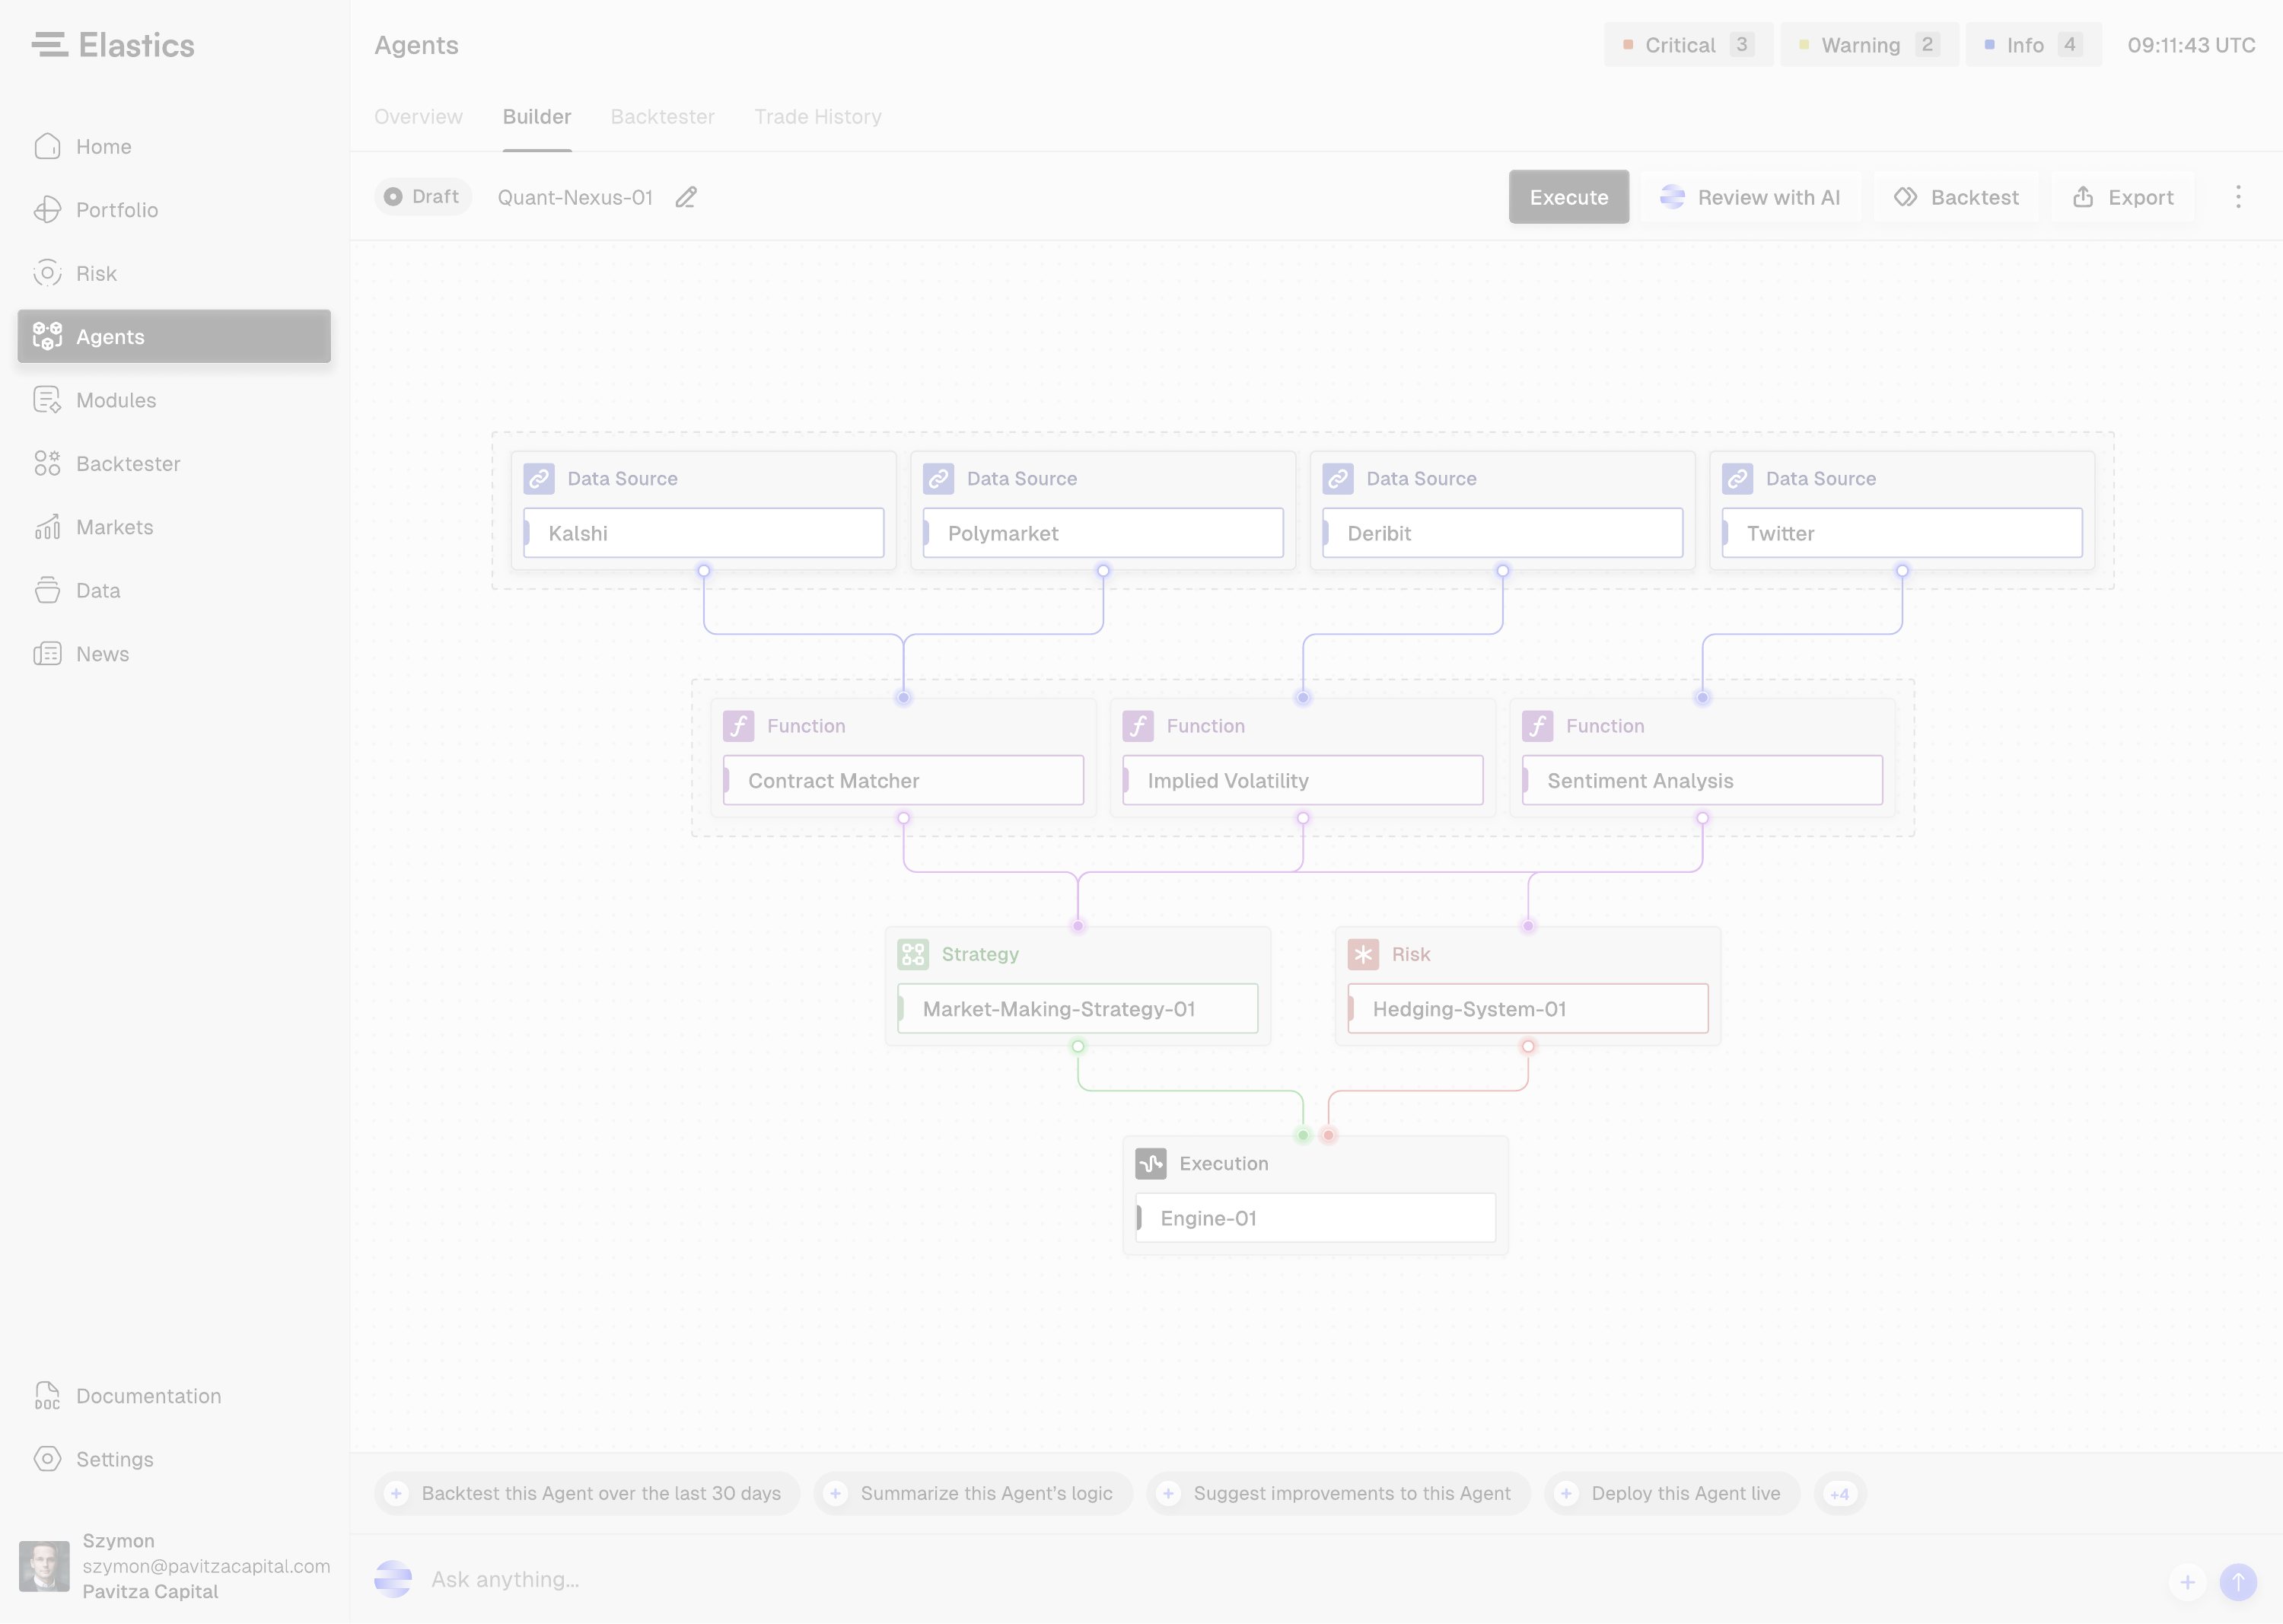 Elastics
Home
Portfolio
Risk
Agents
Modules
Backtester
Markets
Data
News
DOC
Documentation
Settings
Szymon
szymon@pavitzacapital.com
Pavitza Capital
Agents
Critical 3
Warning 2
Info 4
09:11:43 UTC
Overview
Builder
Backtester
Trade History
Draft
Quant-Nexus-01
Execute
Review with AI
Backtest
Export
Data Source
Kalshi
Data Source
Polymarket
Data Source
Deribit
Data Source
Twitter
Function
Contract Matcher
Function
Implied Volatility
Function
Sentiment Analysis
Strategy
Market-Making-Strategy-01
Risk
Hedging-System-01
Execution
Engine-01
Backtest this Agent over the last 30 days
Summarize this Agent’s logic
Suggest improvements to this Agent
Deploy this Agent live
+4
Ask anything...